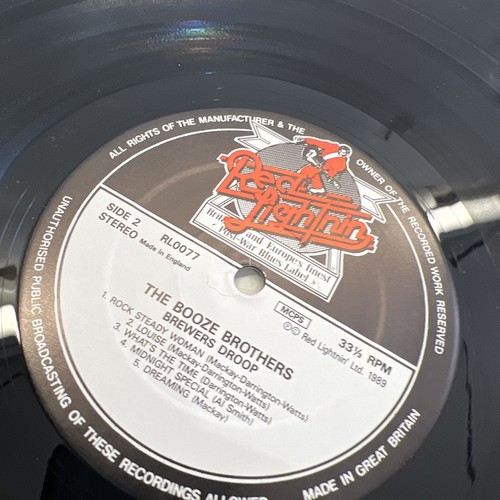 ALL RIGHTS OF THE MANUFACTURER & THE OWNER OF THE RECORDED WORK RESERVED
Red
Lightnin'
Britain's and Europe's finest
Post-War Blues Label
SIDE 2 RL0077
STEREO Made in England
MCPS
33⅓ RPM
℗ © Red Lightnin' Ltd. 1989
THE BOOZE BROTHERS
BREWERS DROOP
1. ROCK STEADY WOMAN (Mackay-Darrington-Watts)
2. LOUISE (Mackay-Darrington-Watts)
3. WHAT'S THE TIME (Darrington-Watts)
4. MIDNIGHT SPECIAL (Al Smith)
5. DREAMING (Mackay)
UNAUTHORISED PUBLIC BROADCASTING OF THESE RECORDINGS ALLOWED
MADE IN GREAT BRITAIN